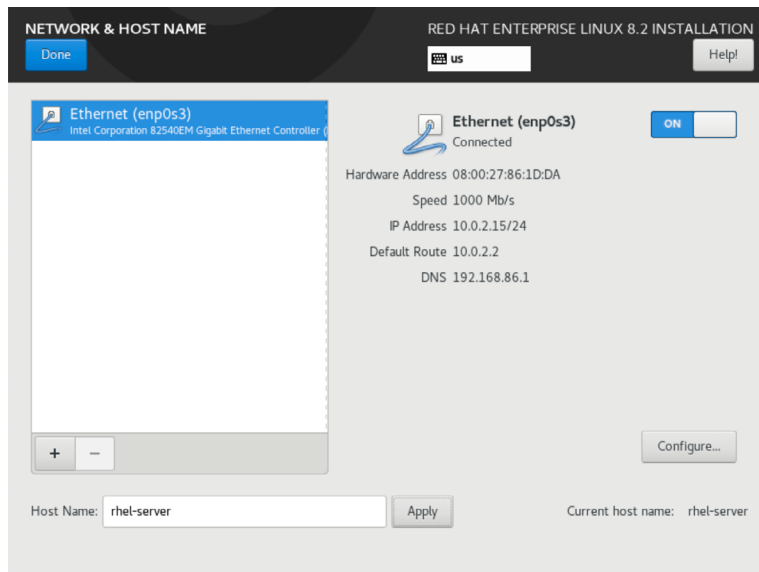 NETWORK & HOST NAME
RED HAT ENTERPRISE LINUX 8.2 INSTALLATION
Done
us
Help!
Ethernet (enp0s3)
Intel Corporation 82540EM Gigabit Ethernet Controller (
Ethernet (enp0s3)
Connected
ON
Hardware Address 08:00:27:86:1D:DA
Speed 1000 Mb/s
IP Address 10.0.2.15/24
Default Route 10.0.2.2
DNS 192.168.86.1
+ −
Configure...
Host Name: rhel-server
Apply
Current host name: rhel-server